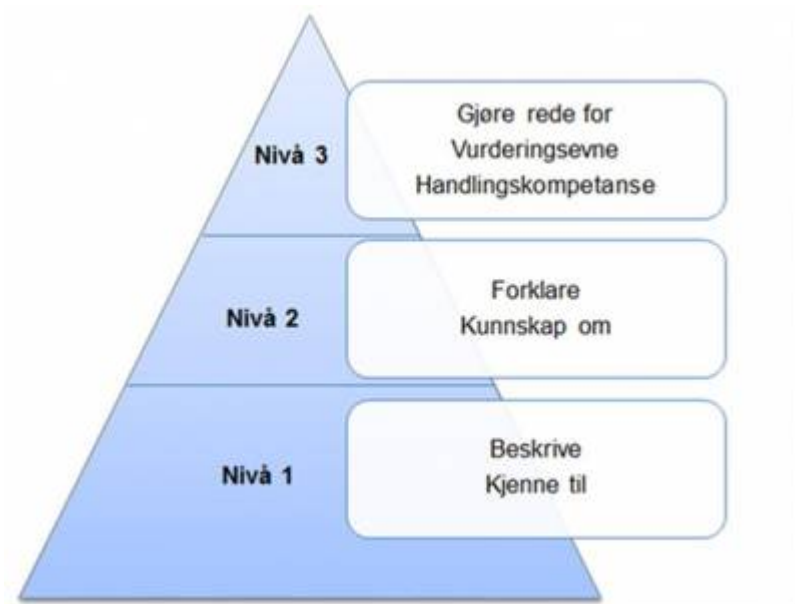 Nivå 3
Gjøre rede for
Vurderingsevne
Handlingskompetanse
Nivå 2
Forklare
Kunnskap om
Nivå 1
Beskrive
Kjenne til